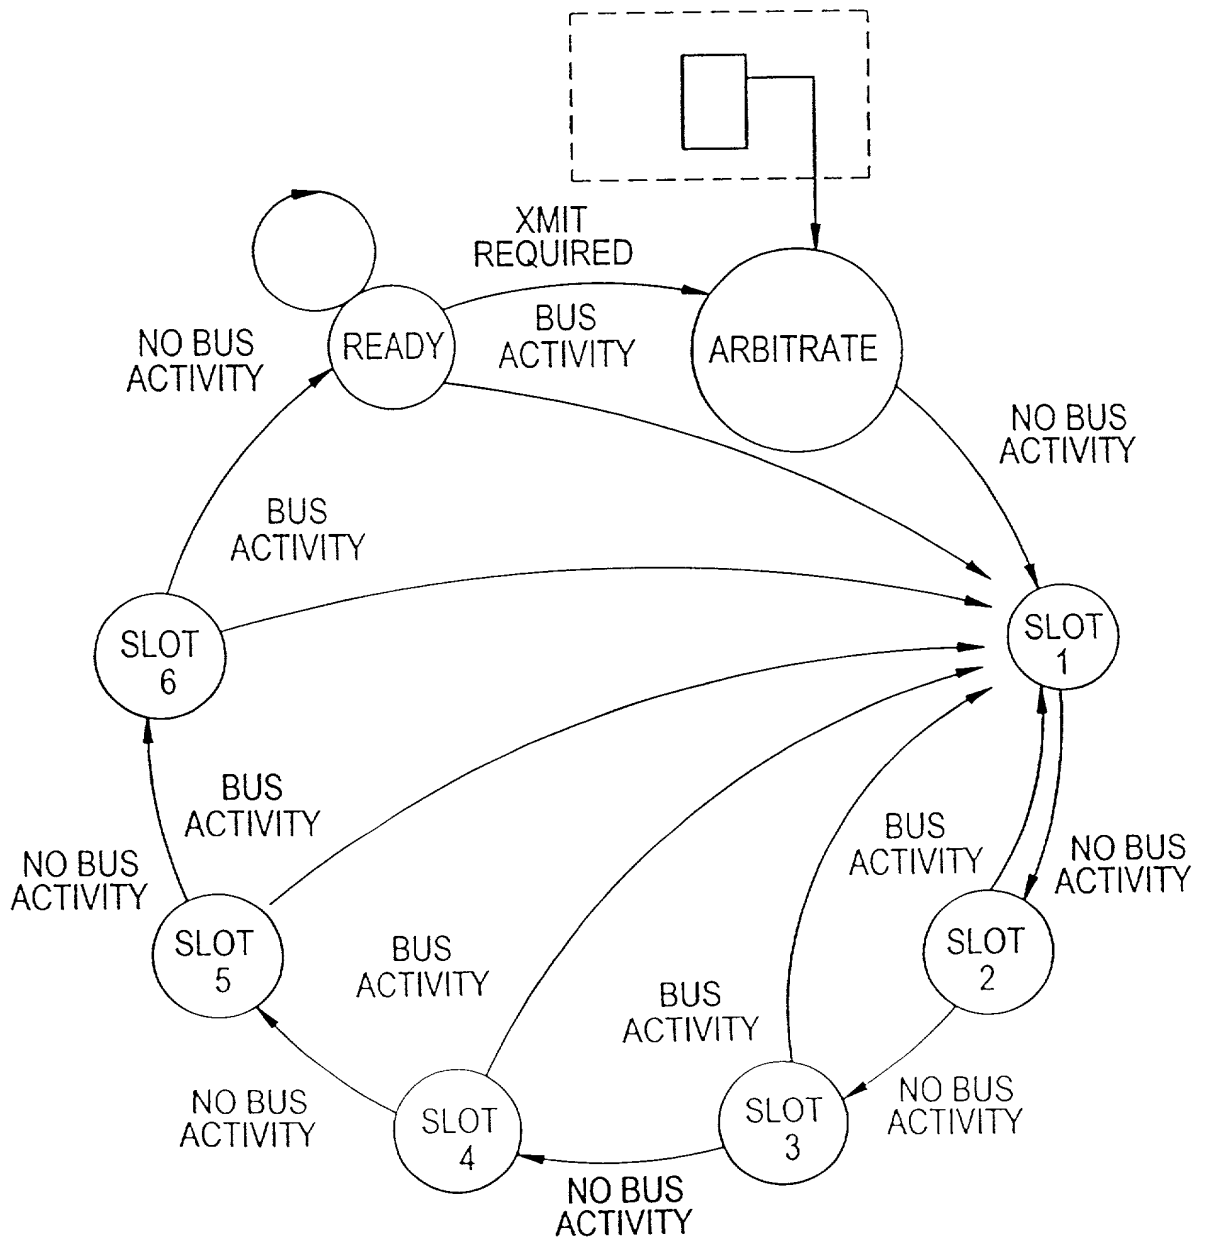 XMIT
REQUIRED
NO BUS
ACTIVITY
READY
BUS
ACTIVITY
ARBITRATE
NO BUS
ACTIVITY
BUS
ACTIVITY
SLOT
6
SLOT
1
BUS
ACTIVITY
NO BUS
ACTIVITY
BUS
ACTIVITY
NO BUS
ACTIVITY
SLOT
5
BUS
ACTIVITY
BUS
ACTIVITY
SLOT
2
NO BUS
ACTIVITY
SLOT
4
SLOT
3
NO BUS
ACTIVITY
NO BUS
ACTIVITY